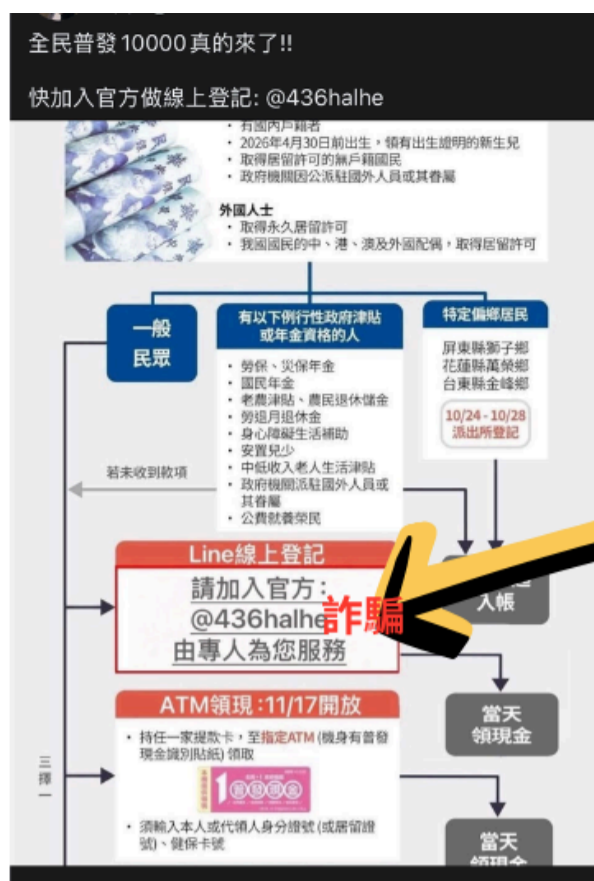 全民普發10000真的來了!!
快加入官方做線上登記: @436halhe
• 有國內戶籍者
• 2026年4月30日前出生，領有出生證明的新生兒
• 取得居留許可的無戶籍國民
• 政府機關因公派駐國外人員或其眷屬
外國人士
• 取得永久居留許可
• 我國國民的中、港、澳及外國配偶，取得居留許可
一般
民眾
有以下例行性政府津貼
或年金資格的人
• 勞保、災保年金
• 國民年金
• 老農津貼、農民退休儲金
• 勞退月退休金
• 身心障礙生活補助
• 安置兒少
• 中低收入老人生活津貼
• 政府機關派駐國外人員或
其眷屬
• 公費就養榮民
特定偏鄉居民
屏東縣獅子鄉
花蓮縣萬榮鄉
台東縣金峰鄉
10/24 - 10/28
派出所登記
若未收到款項
入帳
Line線上登記
請加入官方：
@436halhe
由專人為您服務
詐騙
當天
領現金
ATM領現：11/17開放
• 持任一家提款卡，至指定ATM (機身有普發
現金識別貼紙) 領取
1普發現金
• 須輸入本人或代領人身分證號 (或居留證
號)、健保卡號
三擇一
當天
領現金